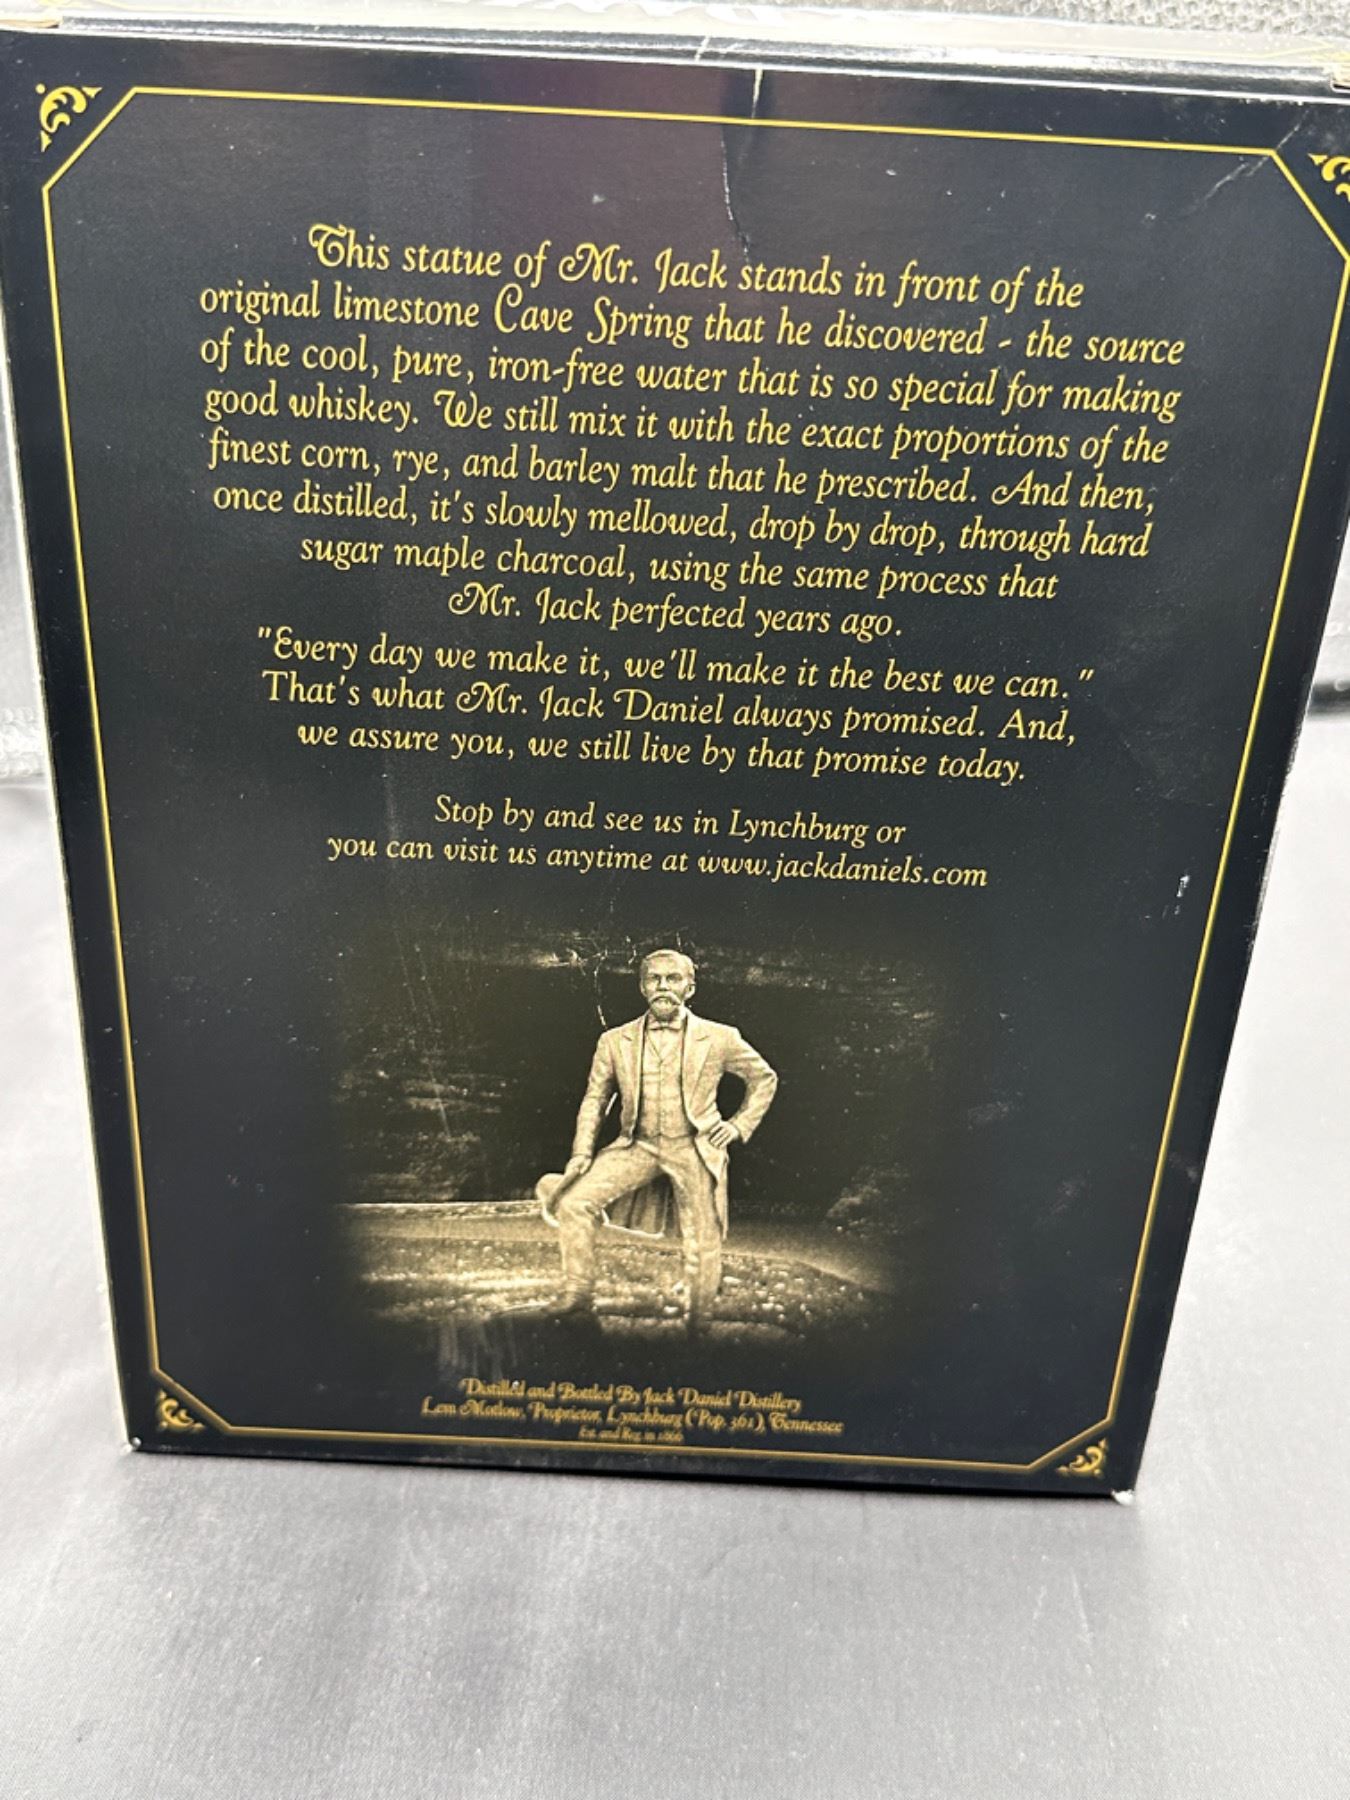 This statue of Mr. Jack stands in front of the
original limestone Cave Spring that he discovered - the source
of the cool, pure, iron-free water that is so special for making
good whiskey. We still mix it with the exact proportions of the
finest corn, rye, and barley malt that he prescribed. And then,
once distilled, it's slowly mellowed, drop by drop, through hard
sugar maple charcoal, using the same process that
Mr. Jack perfected years ago.
"Every day we make it, we'll make it the best we can."
That's what Mr. Jack Daniel always promised. And,
we assure you, we still live by that promise today.
Stop by and see us in Lynchburg or
you can visit us anytime at www.jackdaniels.com
Distilled and Bottled By Jack Daniel Distillery
Lem Motlow, Proprietor, Lynchburg (Pop. 361), Tennessee
Est. and Reg. in 1866